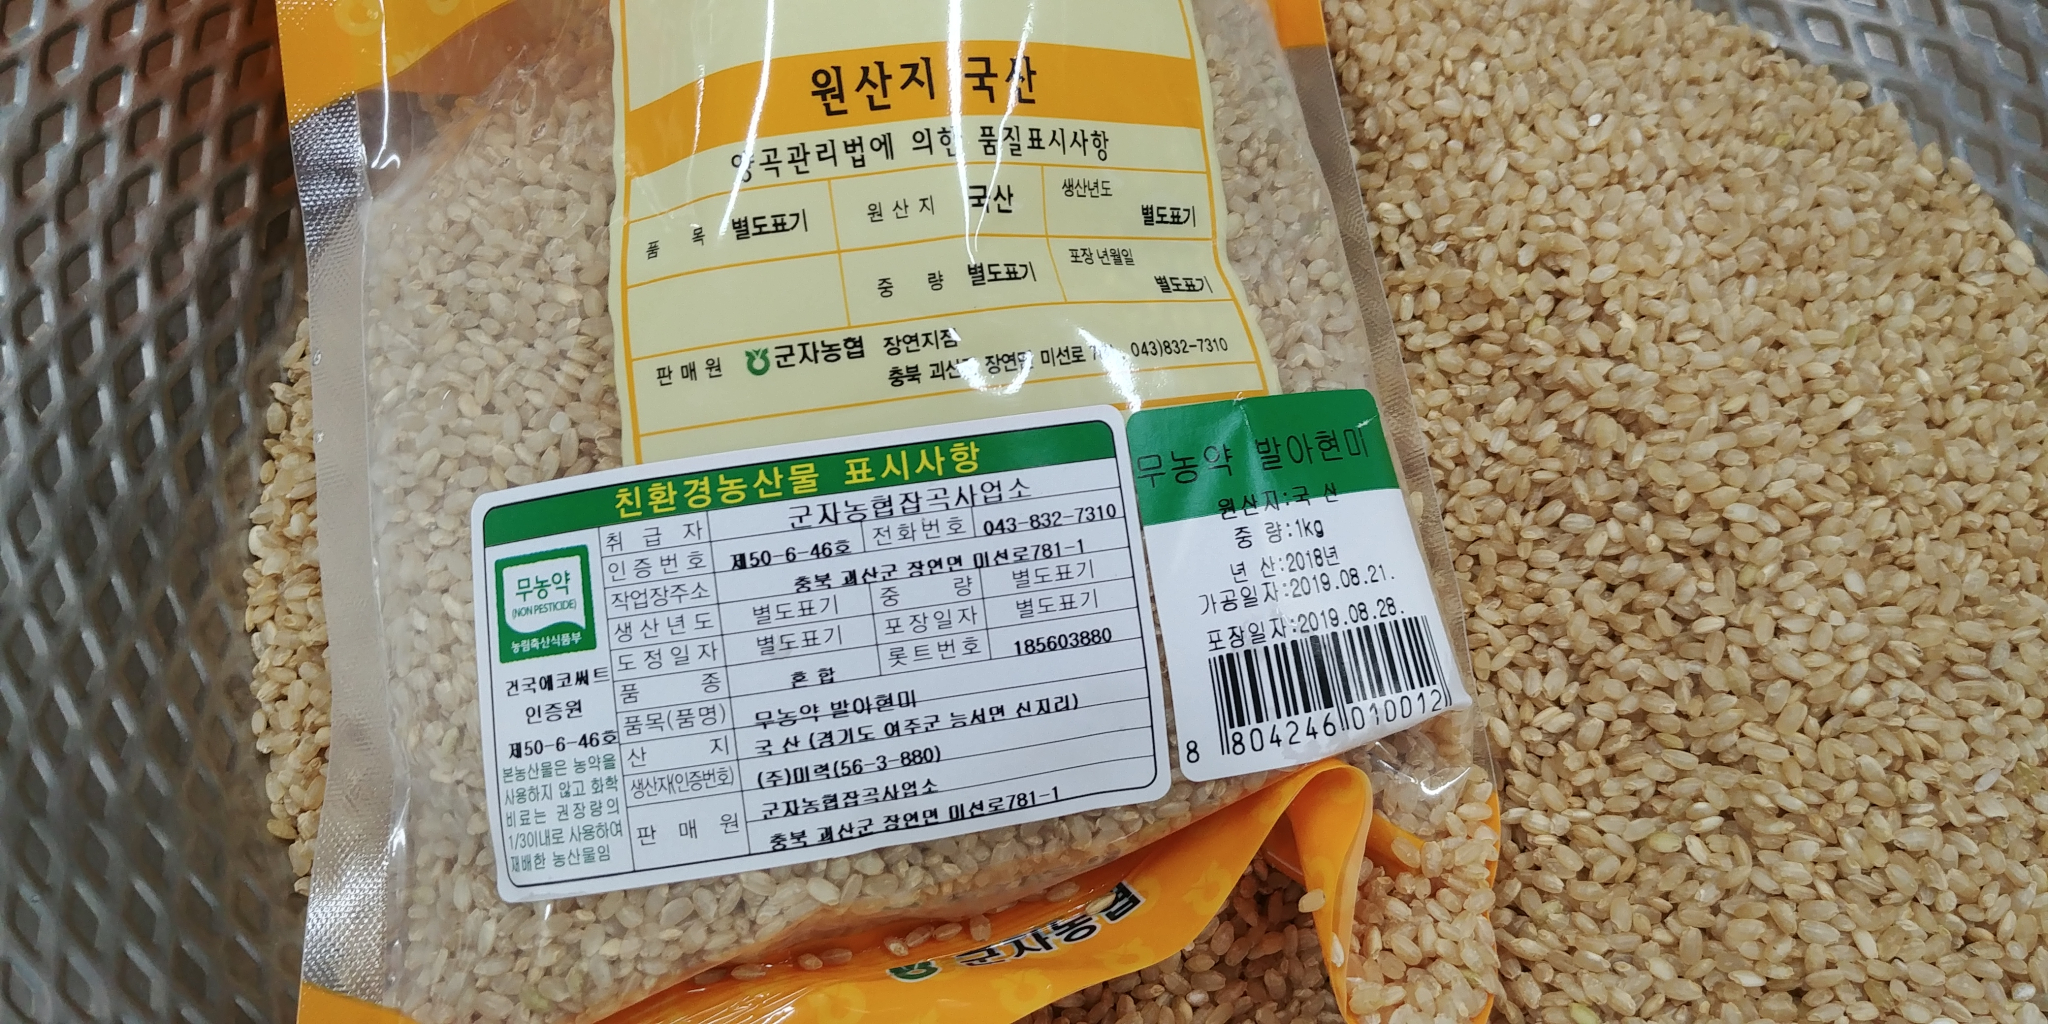 원산지 국산
양곡관리법에 의한 품질표시사항
품 목 별도표기 원산지 국산 생산년도 별도표기
중 량 별도표기 포장년월일 별도표기
판매원 군자농협 장연지점
충북 장연면 미선로 043)832-7310
친환경농산물 표시사항
무농약
(NON PESTICIDE)
농림축산식품부
건국에코써트
인증원
제50-6-46호
본농산물은 농약을
사용하지 않고 화학
비료는 권장량의
1/3이내로 사용하여
재배한 농산물임
취급자 군자농협잡곡사업소
인증번호 제50-6-46호 전화번호 043-832-7310
작업장주소 충북 괴산군 장연면 미선로781-1
생산년도 별도표기 중 량 별도표기
도정일자 별도표기 포장일자 별도표기
품 종 혼합 롯트번호 185603880
품목(품명) 무농약 발아현미
산 지 국 산 (경기도 여주군 능서면 신지리)
생산재(인증번호) (주)미력(56-3-880)
판매원 군자농협잡곡사업소
충북 괴산군 장연면 미선로781-1
무농약 발아현미
원산지:국 산
중 량:1kg
년 산:2018년
가공일자:2019.08.21.
포장일자:2019.08.28.
8 804246 010012
군자농협